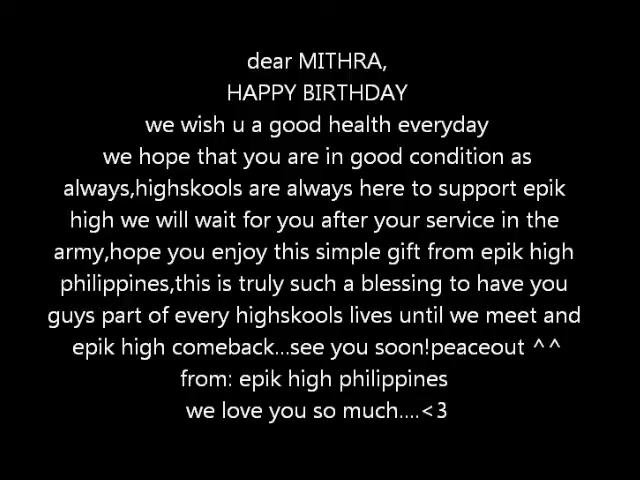 dear MITHRA,
HAPPY BIRTHDAY
we wish u a good health everyday
we hope that you are in good condition as
always,highskools are always here to support epik
high we will wait for you after your service in the
army,hope you enjoy this simple gift from epik high
philippines,this is truly such a blessing to have you
guys part of every highskools lives until we meet and
epik high comeback...see you soon!peaceout ^^
from: epik high philippines
we love you so much....<3